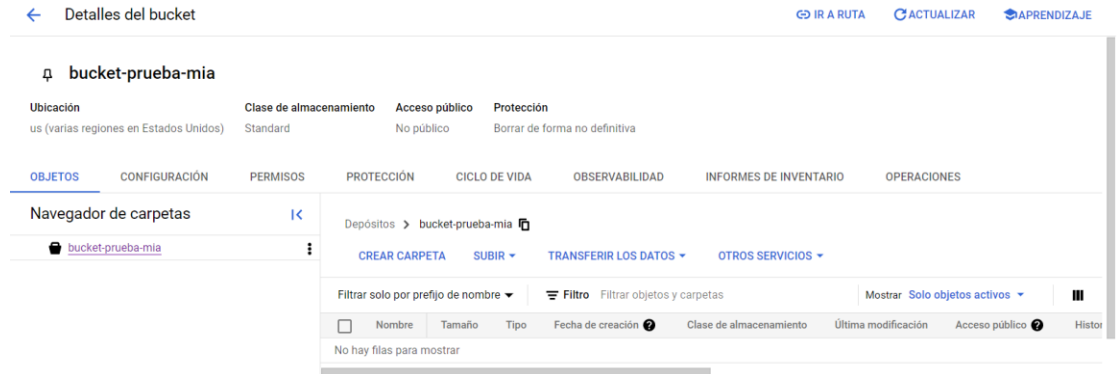 Detalles del bucket
IR A RUTA
ACTUALIZAR
APRENDIZAJE
bucket-prueba-mia
Ubicación Clase de almacenamiento Acceso público Protección
us (varias regiones en Estados Unidos) Standard No público Borrar de forma no definitiva
OBJETOS CONFIGURACIÓN PERMISOS PROTECCIÓN CICLO DE VIDA OBSERVABILIDAD INFORMES DE INVENTARIO OPERACIONES
Navegador de carpetas
bucket-prueba-mia
Depósitos > bucket-prueba-mia
CREAR CARPETA SUBIR TRANSFERIR LOS DATOS OTROS SERVICIOS
Filtrar solo por prefijo de nombre Filtro Filtrar objetos y carpetas Mostrar Solo objetos activos
Nombre Tamaño Tipo Fecha de creación Clase de almacenamiento Última modificación Acceso público Histor
No hay filas para mostrar